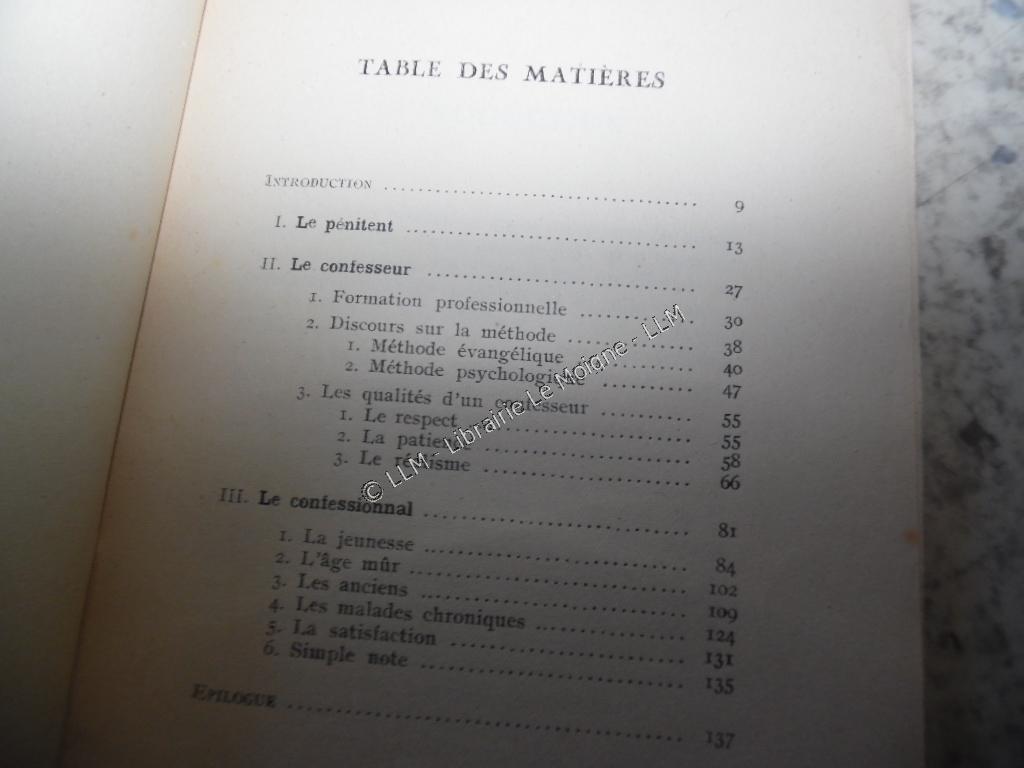 TABLE DES MATIÈRES
INTRODUCTION .......... 9
I. Le pénitent .......... 13
II. Le confesseur .......... 27
1. Formation professionnelle .......... 30
2. Discours sur la méthode .......... 38
1. Méthode évangélique .......... 40
2. Méthode psychologique .......... 47
3. Les qualités d'un confesseur .......... 55
1. Le respect .......... 55
2. La patience .......... 58
3. Le réalisme .......... 66
III. Le confessionnal .......... 81
1. La jeunesse .......... 84
2. L'âge mûr .......... 102
3. Les anciens .......... 109
4. Les malades chroniques .......... 124
5. La satisfaction .......... 131
6. Simple note .......... 135
EPILOGUE .......... 137
© LLM - Librairie Le Moigne - LLM